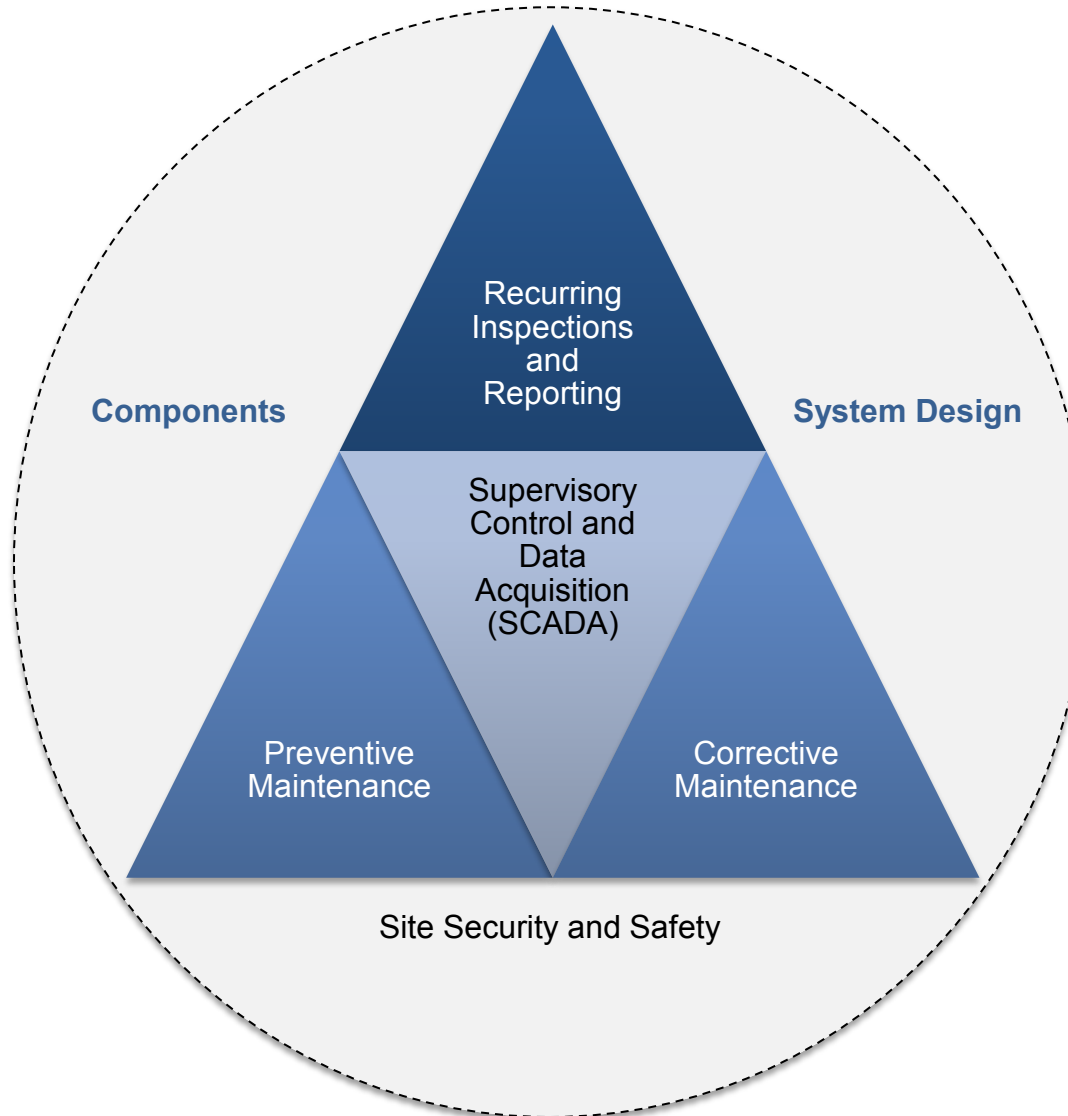 Recurring
Inspections
and
Reporting
Components
System Design
Supervisory
Control and
Data
Acquisition
(SCADA)
Preventive
Maintenance
Corrective
Maintenance
Site Security and Safety